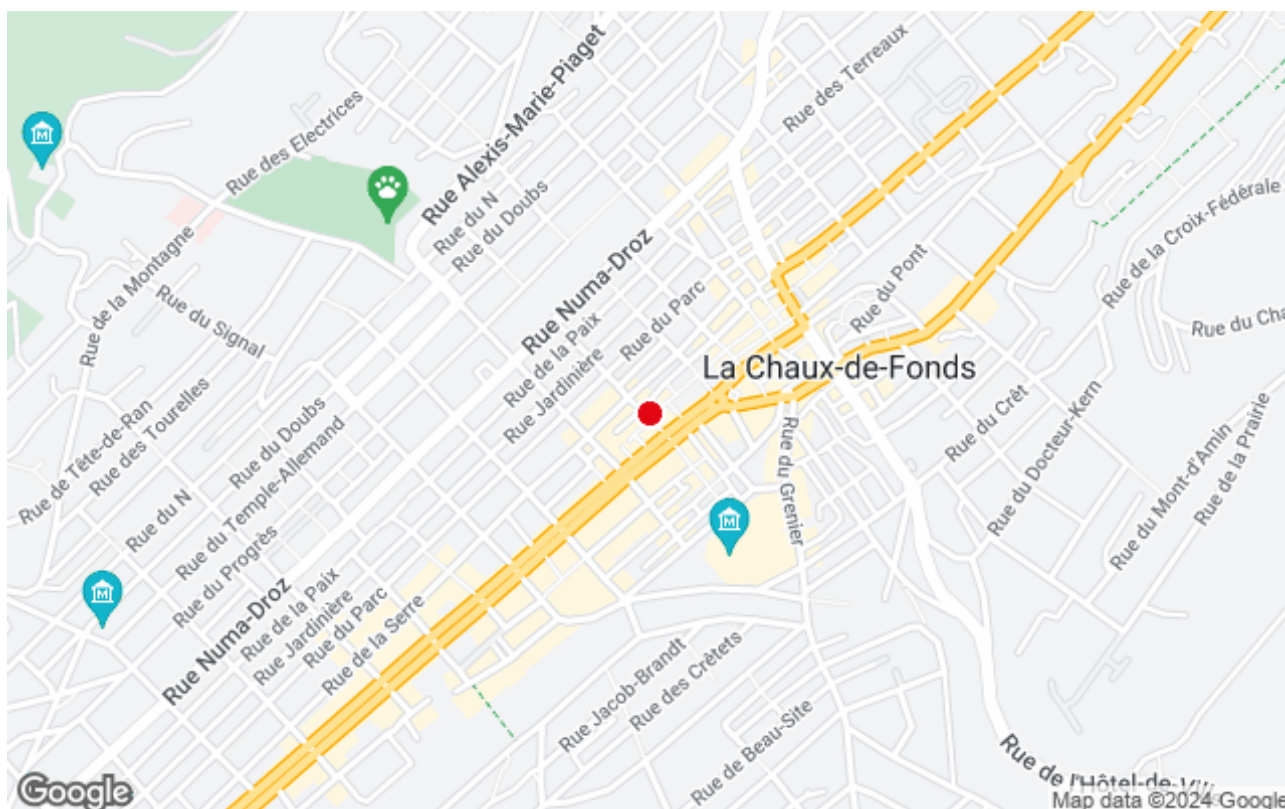 Rue des Terreaux
Rue Alexis-Marie-Piaget
Rue des Electrices
Rue du N
Rue du Doubs
Rue de la Croix-Fédérale
Rue Numa-Droz
Rue du Pont
Rue de la Montagne
Rue du Parc
Rue du Signal
Rue de la Paix
Rue Jardinière
Rue du Cha
La Chaux-de-Fonds
Rue de Tête-de-Ran
Rue des Tourelles
Rue du Doubs
Rue du Temple-Allemand
Rue du N
Rue du Progrès
Rue du Crêt
Rue du Docteur-Kern
Rue du Mont-d'Amin
Rue de la Prairie
Rue du Grenier
Rue Numa-Droz
Rue de la Paix
Rue Jardinière
Rue du Parc
Rue de la Serre
Rue Jacob-Brandt
Rue des Crêtets
Rue de Beau-Site
Rue de l'Hôtel-de-Vill
Google
Map data ©2024 Google